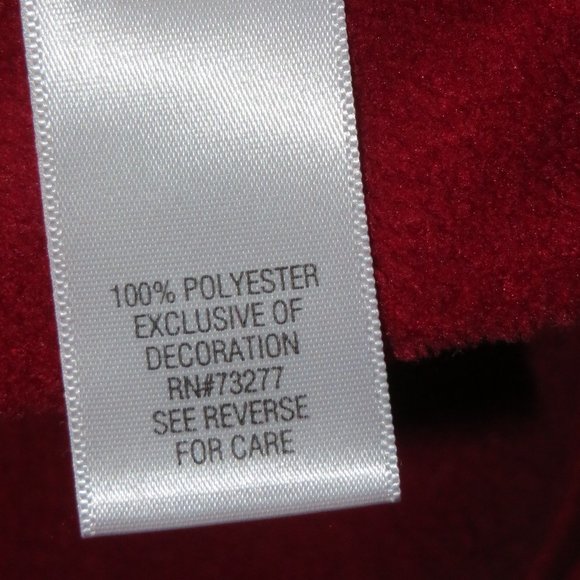 100% POLYESTER
EXCLUSIVE OF
DECORATION
RN#73277
SEE REVERSE
FOR CARE